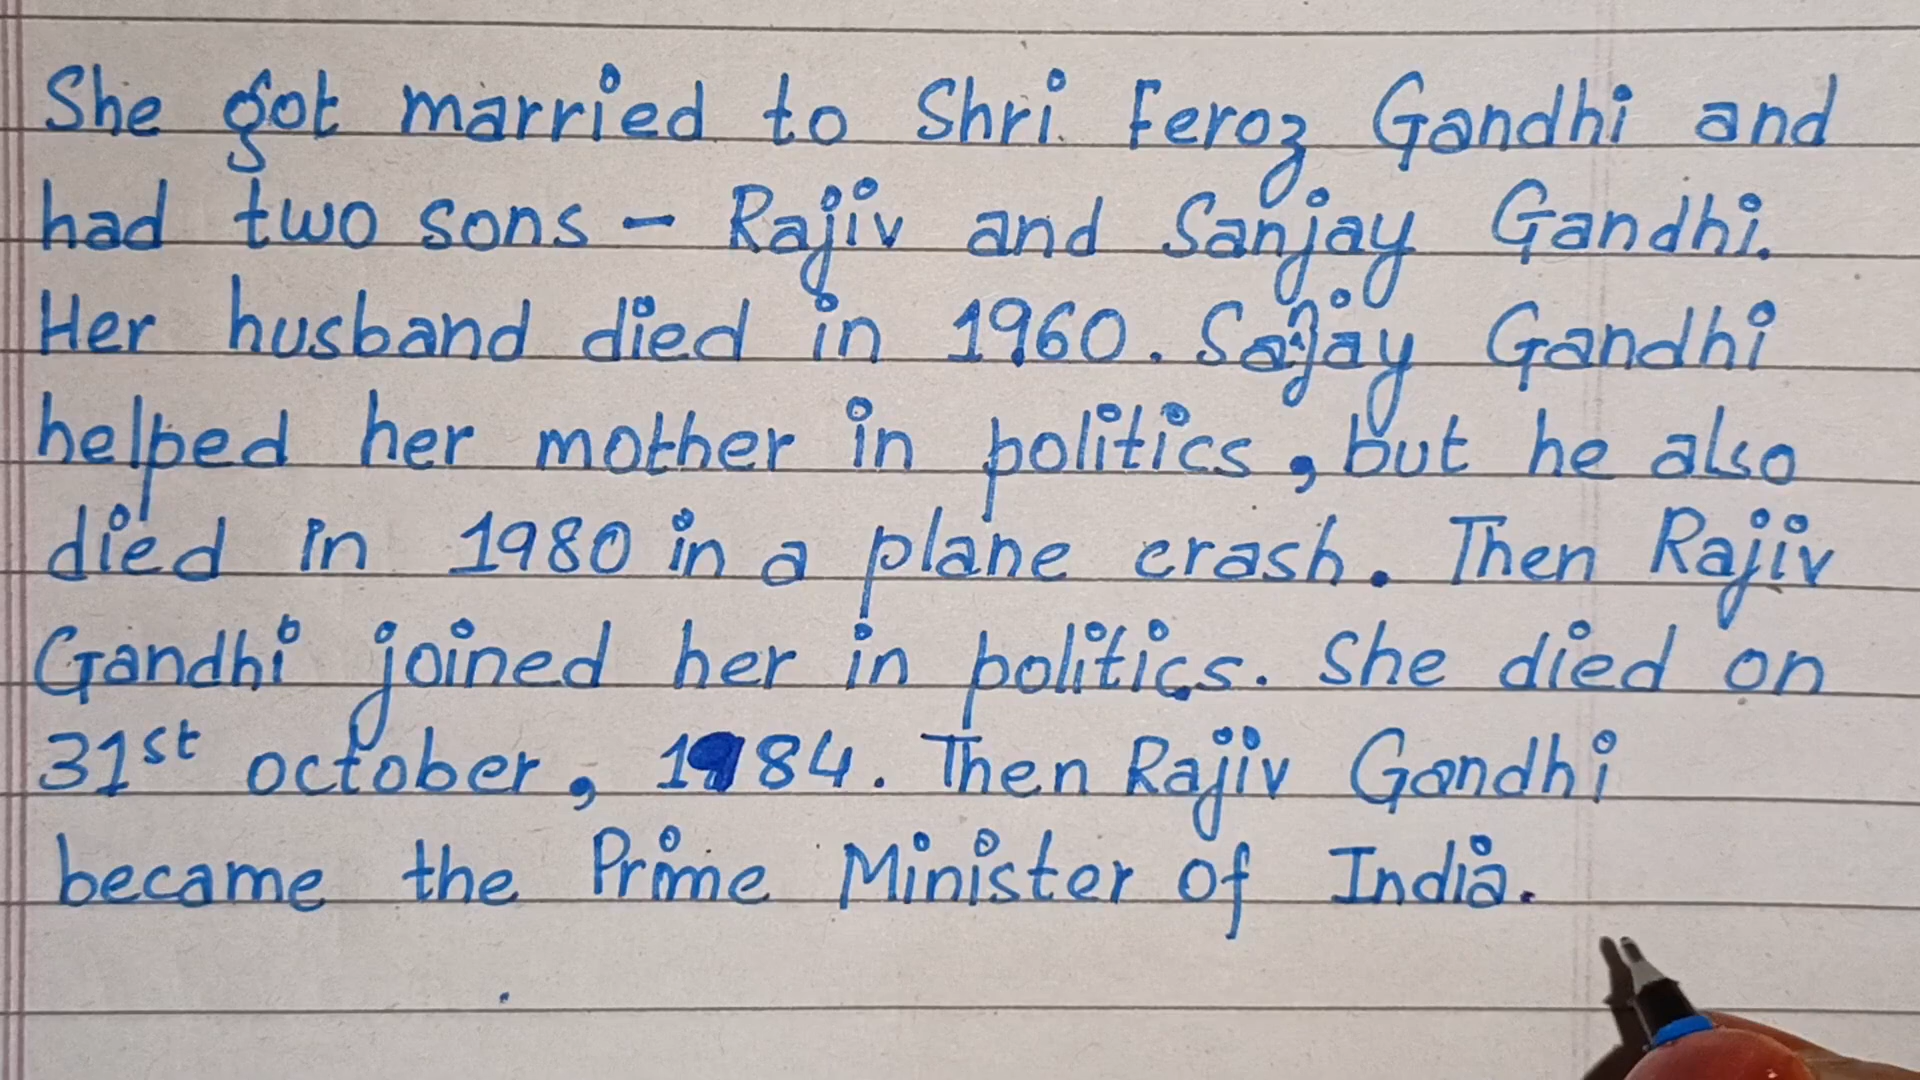 She got married to Shri Feroz Gandhi and
had two sons - Rajiv and Sanjay Gandhi.
Her husband died in 1960. Sanjay Gandhi
helped her mother in politics, but he also
died in 1980 in a plane crash. Then Rajiv
Gandhi joined her in politics. She died on
31st october, 1984. Then Rajiv Gandhi
became the Prime Minister of India.